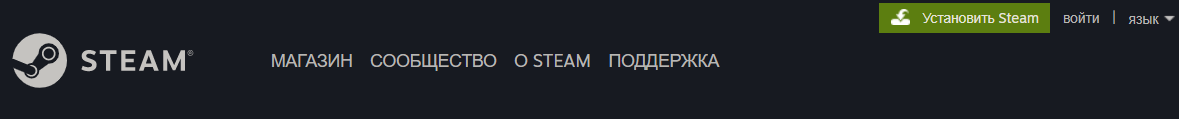 Установить Steam войти | язык
STEAM®
МАГАЗИН СООБЩЕСТВО О STEAM ПОДДЕРЖКА